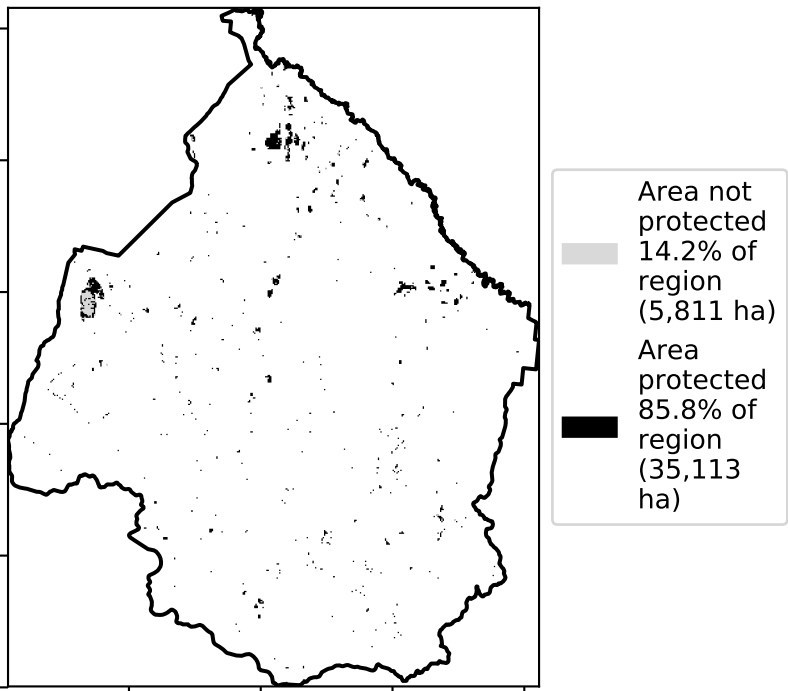 Area not
protected
14.2% of
region
(5,811 ha)
Area
protected
85.8% of
region
(35,113
ha)